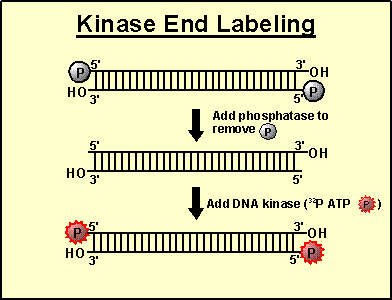 Kinase End Labeling
P 5' 3' OH
HO 3' 5' P
Add phosphatase to
remove P
5' 3' OH
HO 3' 5'
Add DNA kinase (³²P ATP P)
P 5' 3' OH
HO 3' 5' P